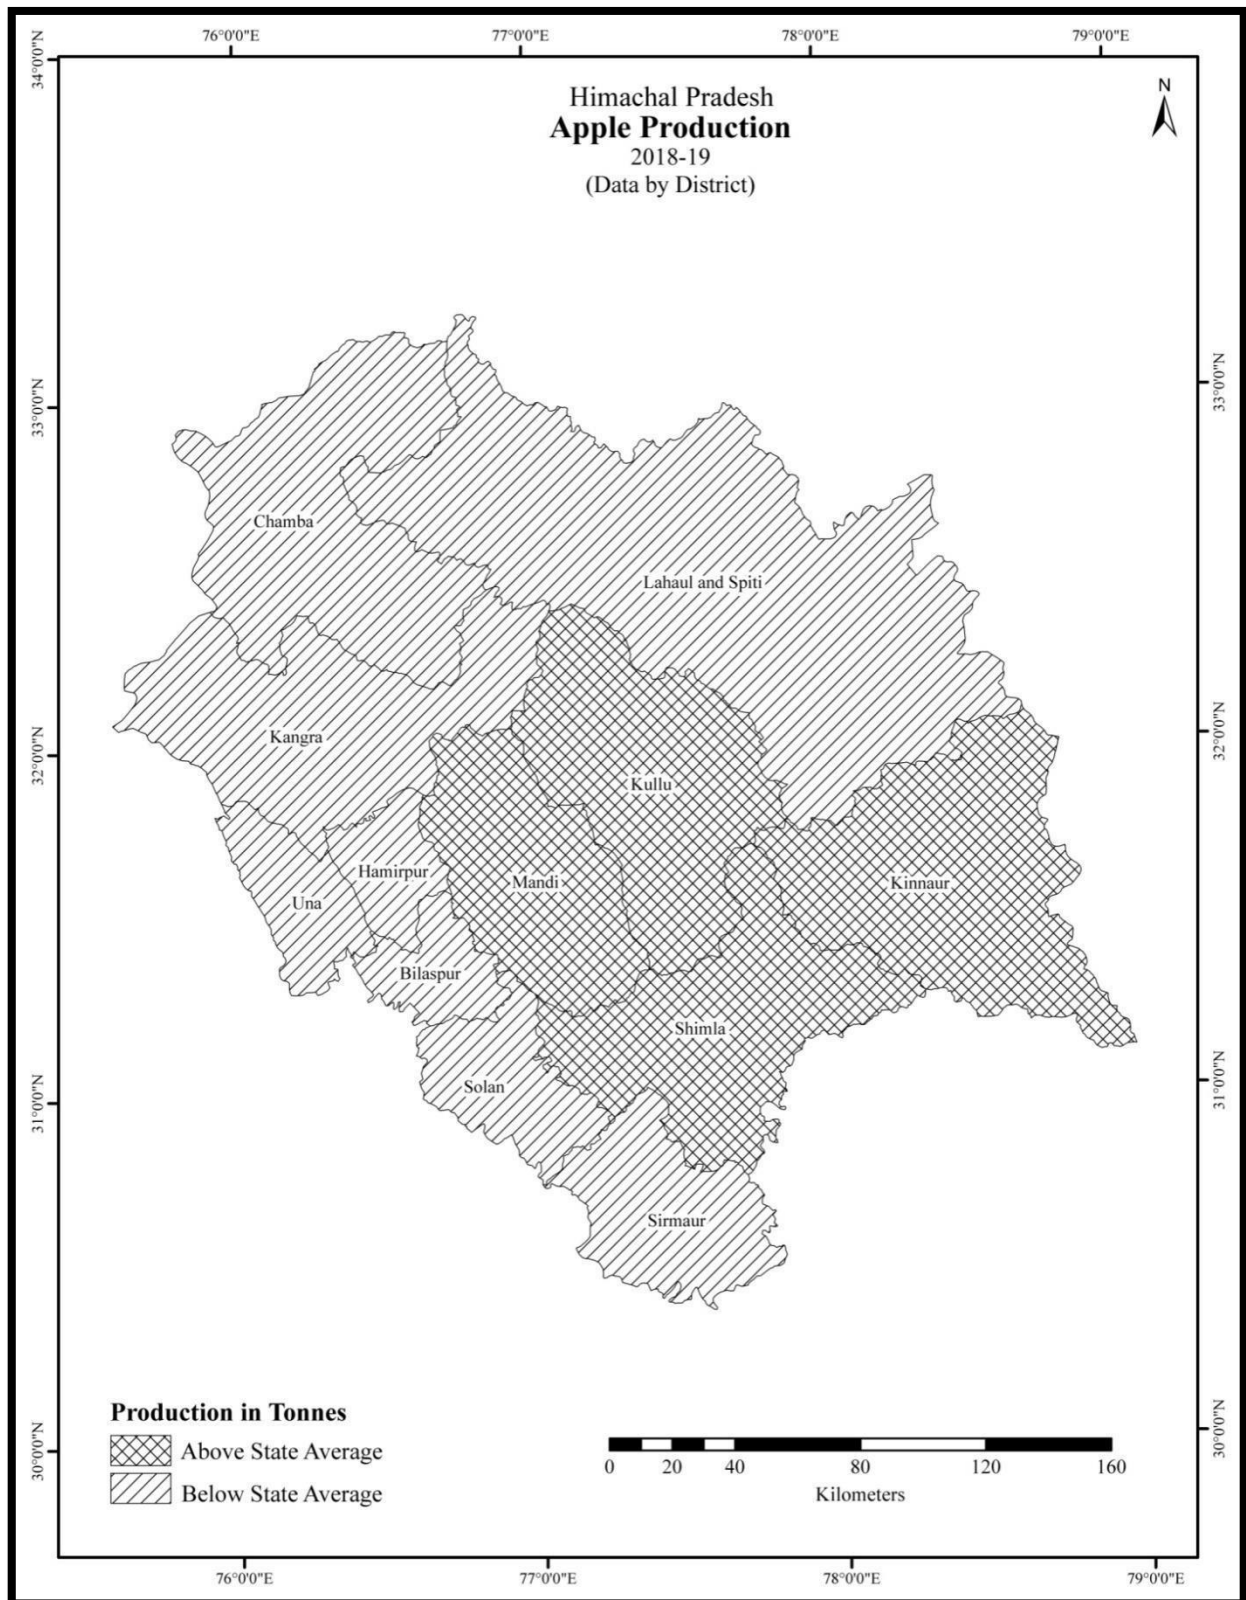 76°0'0"E 77°0'0"E 78°0'0"E 79°0'0"E
34°0'0"N
Himachal Pradesh
Apple Production
2018-19
(Data by District)
N
33°0'0"N
33°0'0"N
Chamba
Lahaul and Spiti
32°0'0"N
32°0'0"N
Kangra
Kullu
Hamirpur
Mandi
Kinnaur
Una
Bilaspur
Shimla
31°0'0"N
31°0'0"N
Solan
Sirmaur
Production in Tonnes
Above State Average
Below State Average
30°0'0"N
30°0'0"N
0 20 40 80 120 160
Kilometers
76°0'0"E 77°0'0"E 78°0'0"E 79°0'0"E